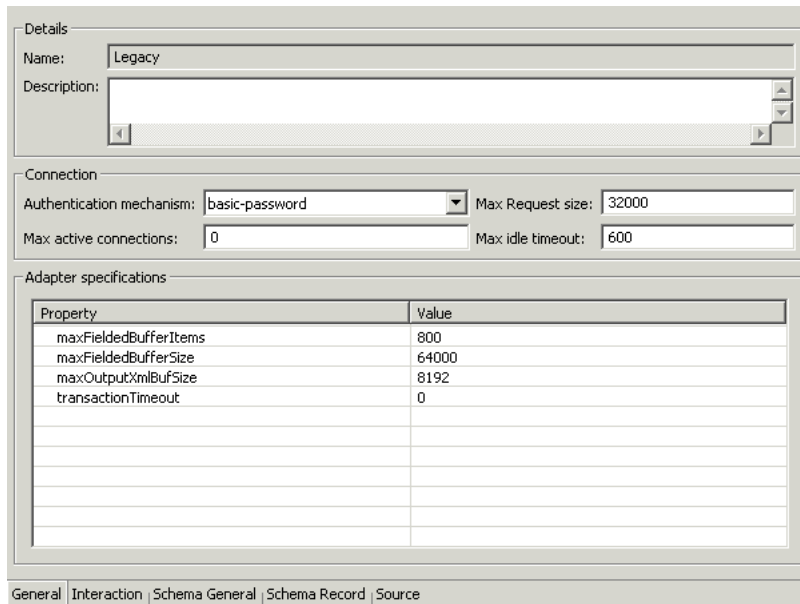 Details
Name: Legacy
Description:
Connection
Authentication mechanism: basic-password Max Request size: 32000
Max active connections: 0 Max idle timeout: 600
Adapter specifications
Property Value
maxFieldedBufferItems 800
maxFieldedBufferSize 64000
maxOutputXmlBufSize 8192
transactionTimeout 0
General Interaction Schema General Schema Record Source